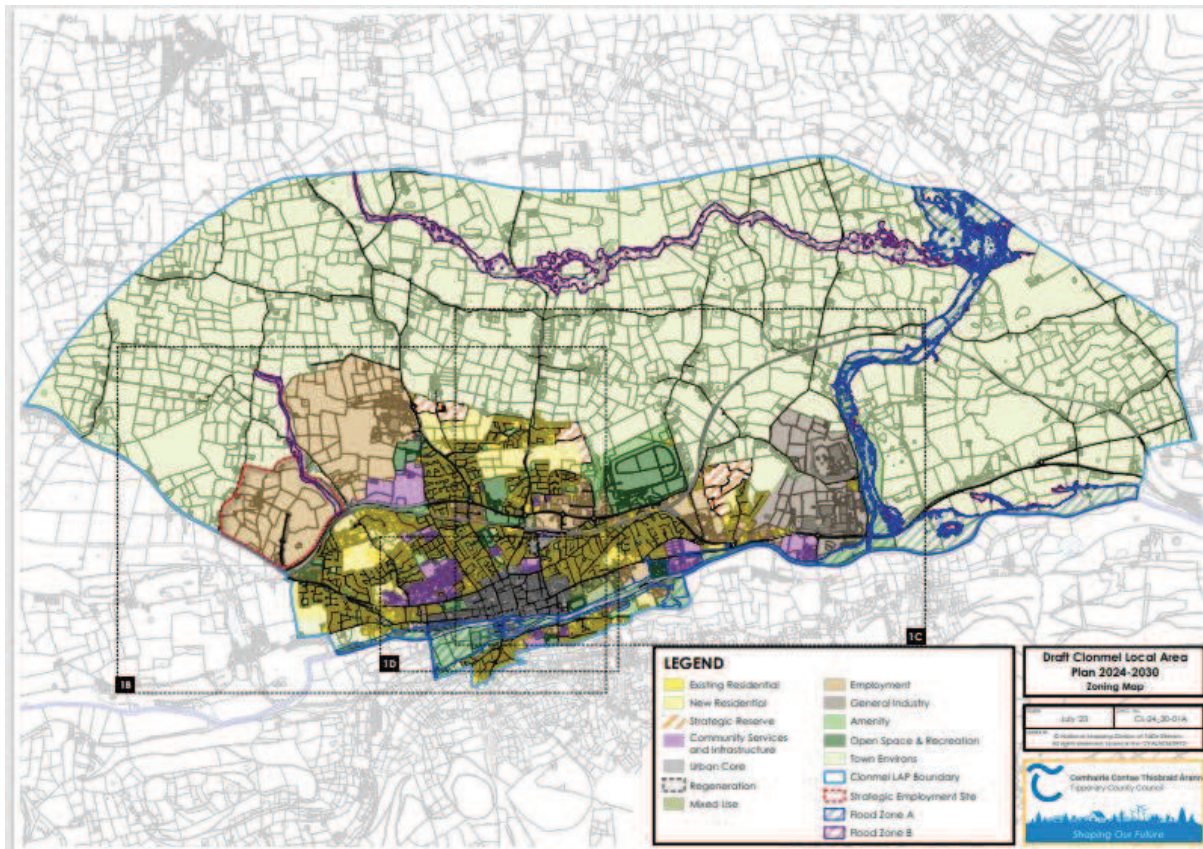 1B
1D
1C
LEGEND
Existing Residential
New Residential
Strategic Reserve
Community Services
and Infrastructure
Urban Core
Regeneration
Mixed Use
Employment
General Industry
Amenity
Open Space & Recreation
Town Environs
Clonmel LAP Boundary
Strategic Employment Site
Flood Zone A
Flood Zone B
Draft Clonmel Local Area
Plan 2024-2030
Zoning Map
July '23
Comhairle Contae Thiobraid Árann
Tipperary County Council
Shaping Our Future